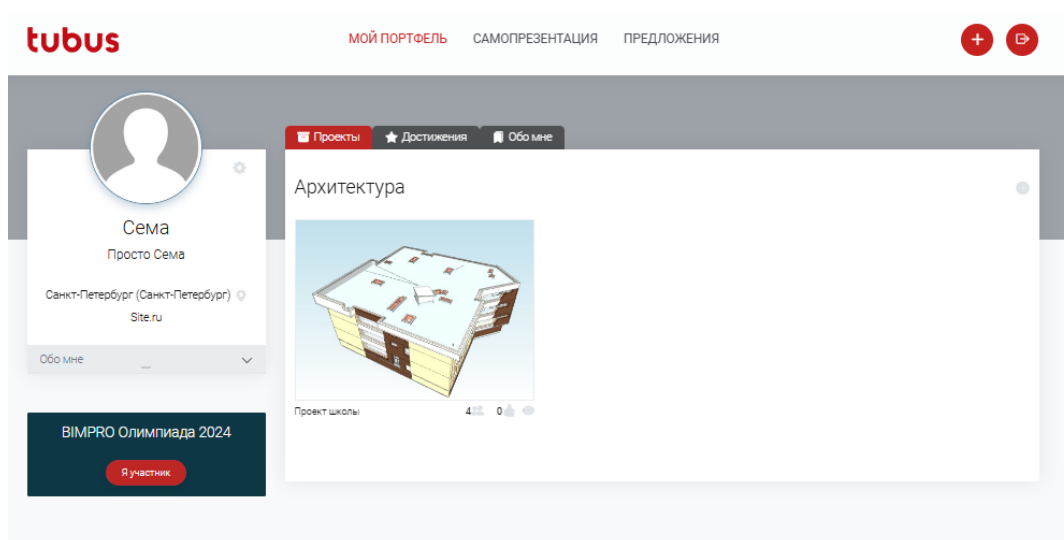 tubus
МОЙ ПОРТФЕЛЬ САМОПРЕЗЕНТАЦИЯ ПРЕДЛОЖЕНИЯ
Проекты Достижения Обо мне
Архитектура
Сема
Просто Сема
Санкт-Петербург (Санкт-Петербург)
Site.ru
Обо мне
Проект школы 4 0
BIMPRO Олимпиада 2024
Я участник